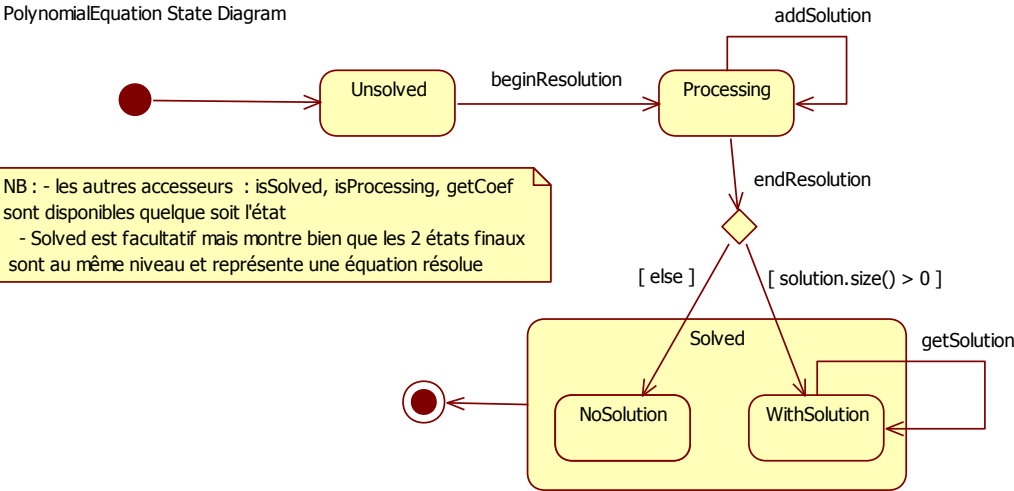 PolynomialEquation State Diagram
addSolution
Unsolved
beginResolution
Processing
NB : - les autres accesseurs : isSolved, isProcessing, getCoef
sont disponibles quelque soit l'état
- Solved est facultatif mais montre bien que les 2 états finaux
sont au même niveau et représente une équation résolue
endResolution
[ else ]
[ solution.size() > 0 ]
Solved
getSolution
NoSolution
WithSolution